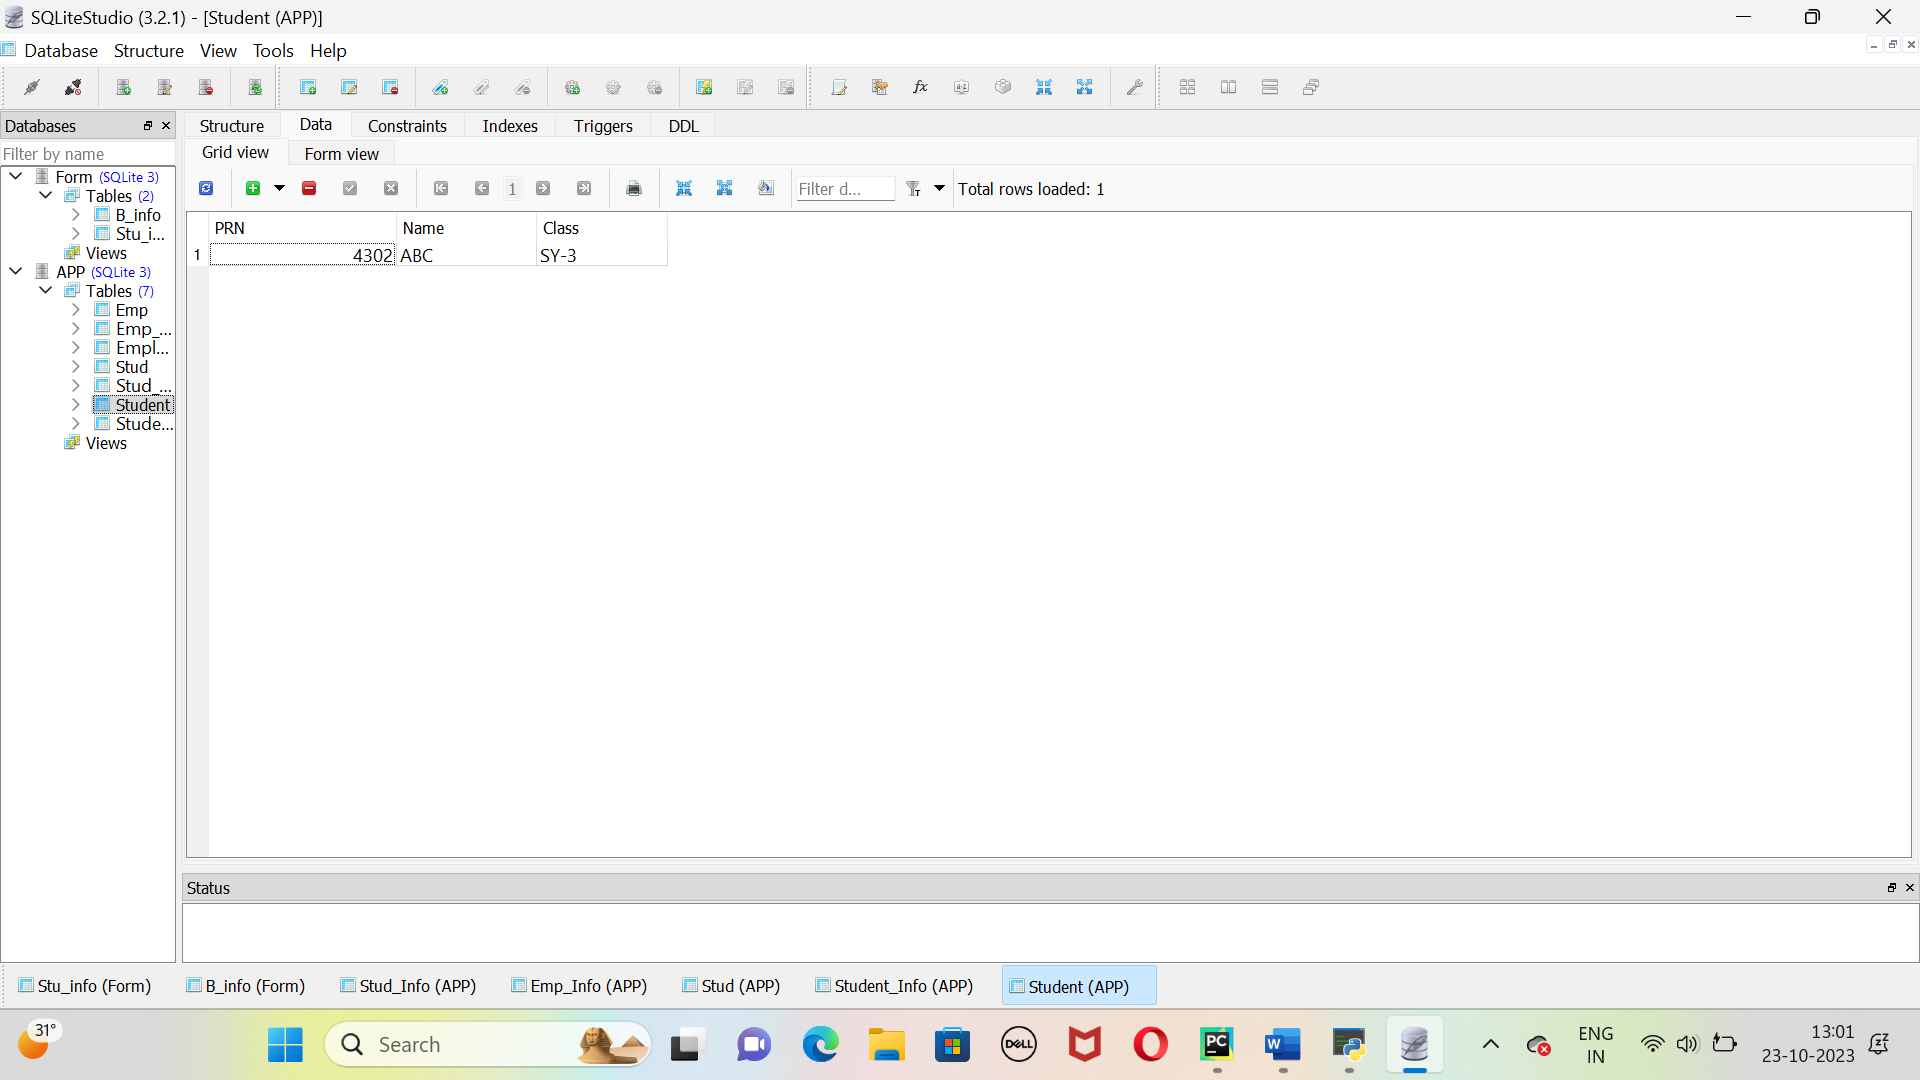 SQLiteStudio (3.2.1) - [Student (APP)]
Database Structure View Tools Help
Databases
Filter by name
Form (SQLite 3)
Tables (2)
B_info
Stu_i...
Views
APP (SQLite 3)
Tables (7)
Emp
Emp_...
Empl...
Stud
Stud_...
Student
Stude...
Views
Structure Data Constraints Indexes Triggers DDL
Grid view Form view
1 Filter d... Total rows loaded: 1
PRN Name Class
1 4302 ABC SY-3
Status
Stu_info (Form) B_info (Form) Stud_Info (APP) Emp_Info (APP) Stud (APP) Student_Info (APP) Student (APP)
31°
Search
DELL
PC
W
ENG
IN
13:01
23-10-2023